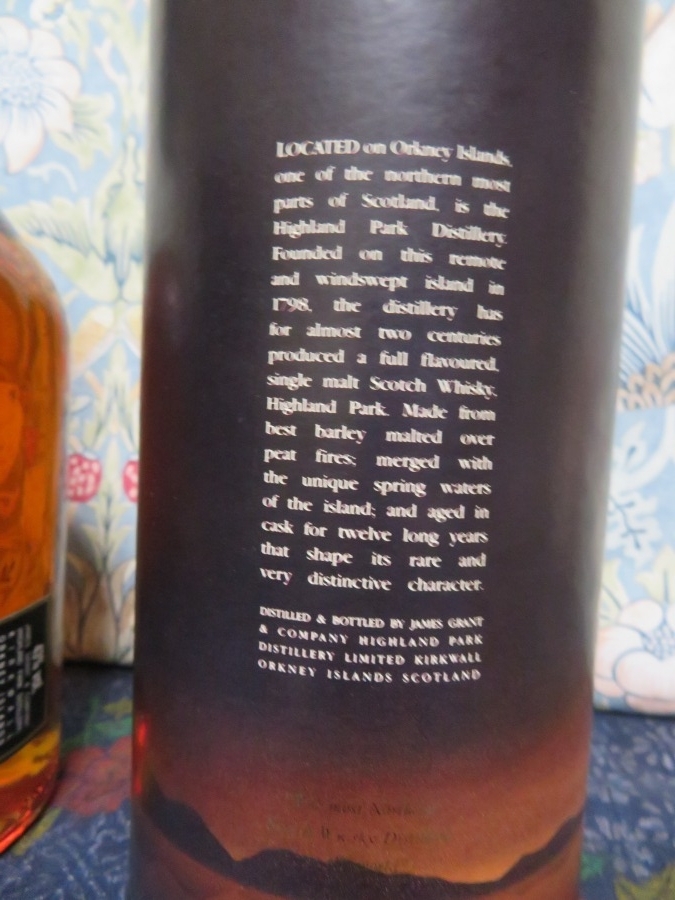 LOCATED on Orkney Islands,
one of the northern most
parts of Scotland, is the
Highland Park Distillery.
Founded on this remote
and windswept island in
1798, the distillery has
for almost two centuries
produced a full flavoured,
single malt Scotch Whisky,
Highland Park. Made from
best barley malted over
peat fires; merged with
the unique spring waters
of the island; and aged in
cask for twelve long years
that shape its rare and
very distinctive character.
DISTILLED & BOTTLED BY JAMES GRANT
& COMPANY HIGHLAND PARK
DISTILLERY LIMITED KIRKWALL
ORKNEY ISLANDS SCOTLAND